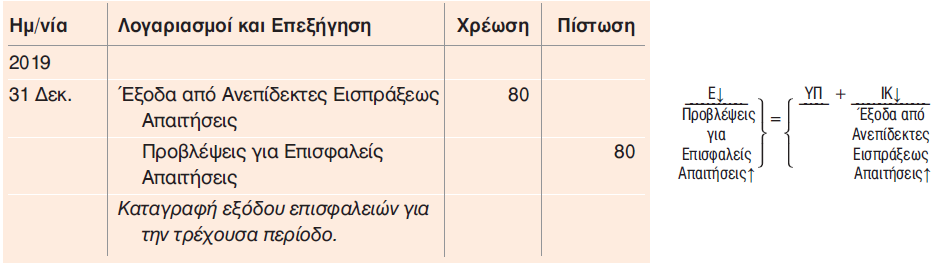 Ημ/νία Λογαριασμοί και Επεξήγηση Χρέωση Πίστωση
2019
31 Δεκ. Έξοδα από Ανεπίδεκτες Εισπράξεως 80
Απαιτήσεις
Προβλέψεις για Επισφαλείς 80
Απαιτήσεις
Καταγραφή εξόδου επισφαλειών για
την τρέχουσα περίοδο.
Ε↓ = ΥΠ + ΙΚ↓
Προβλέψεις Έξοδα από
για Ανεπίδεκτες
Επισφαλείς Εισπράξεως
Απαιτήσεις↑ Απαιτήσεις↑